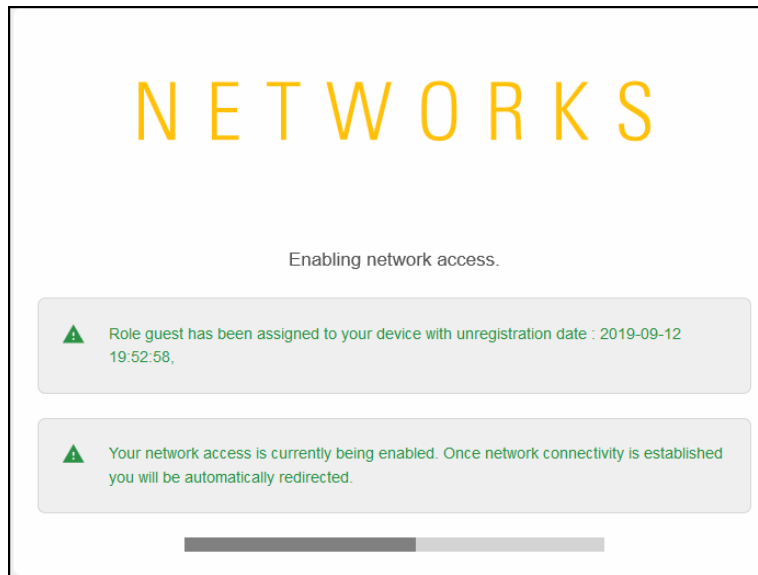 NETWORKS
Enabling network access.
Role guest has been assigned to your device with unregistration date : 2019-09-12
19:52:58,
Your network access is currently being enabled. Once network connectivity is established
you will be automatically redirected.